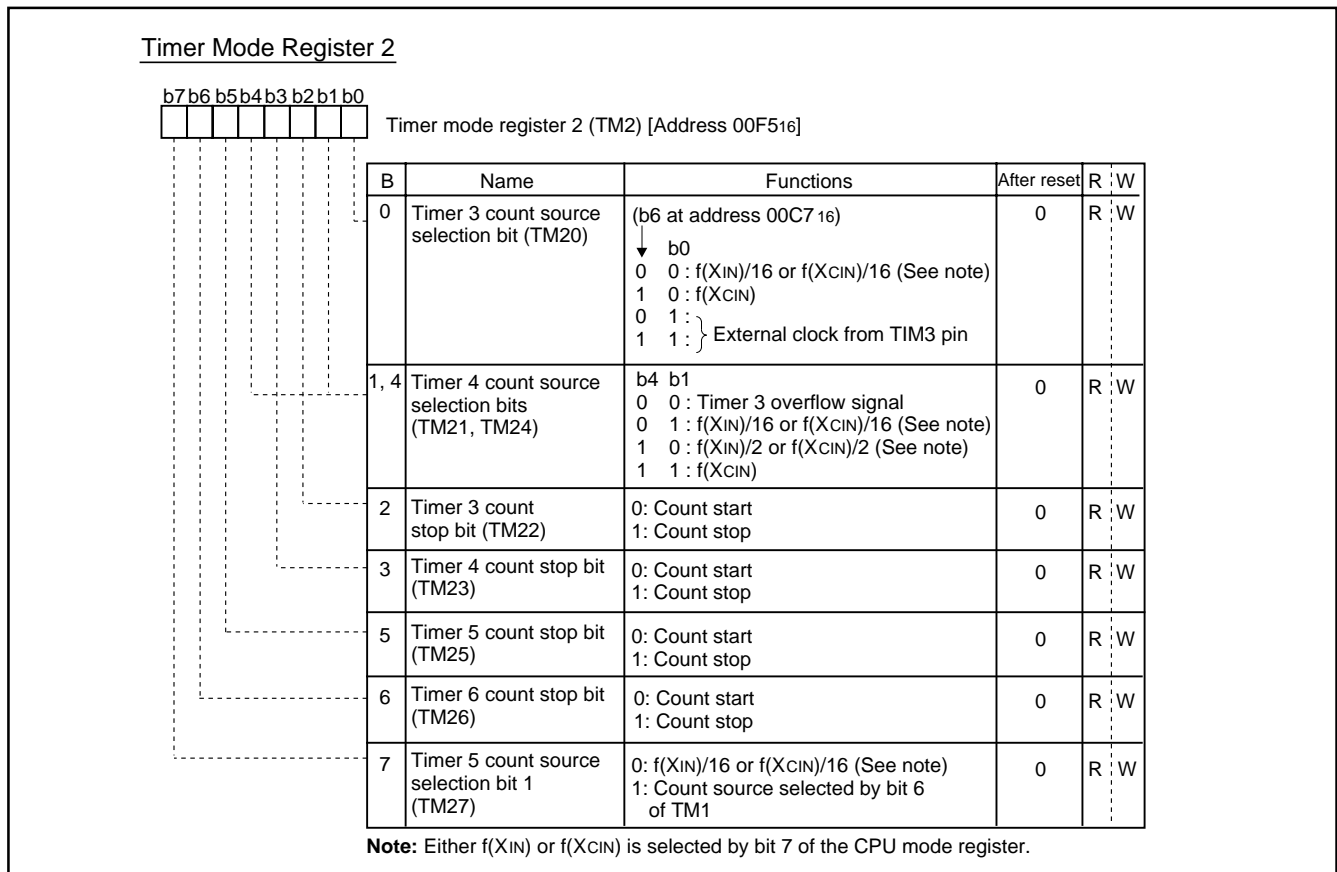 Timer Mode Register 2
b7 b6 b5 b4 b3 b2 b1 b0
Timer mode register 2 (TM2) [Address 00F516]
B Name Functions After reset R W
0 Timer 3 count source selection bit (TM20)
(b6 at address 00C7 16)
b0
0 0 : f(XIN)/16 or f(XCIN)/16 (See note)
1 0 : f(XCIN)
0 1 :
1 1 : External clock from TIM3 pin
0 R W
1, 4 Timer 4 count source selection bits (TM21, TM24)
b4 b1
0 0 : Timer 3 overflow signal
0 1 : f(XIN)/16 or f(XCIN)/16 (See note)
1 0 : f(XIN)/2 or f(XCIN)/2 (See note)
1 1 : f(XCIN)
0 R W
2 Timer 3 count stop bit (TM22)
0: Count start
1: Count stop
0 R W
3 Timer 4 count stop bit (TM23)
0: Count start
1: Count stop
0 R W
5 Timer 5 count stop bit (TM25)
0: Count start
1: Count stop
0 R W
6 Timer 6 count stop bit (TM26)
0: Count start
1: Count stop
0 R W
7 Timer 5 count source selection bit 1 (TM27)
0: f(XIN)/16 or f(XCIN)/16 (See note)
1: Count source selected by bit 6
of TM1
0 R W
Note: Either f(XIN) or f(XCIN) is selected by bit 7 of the CPU mode register.